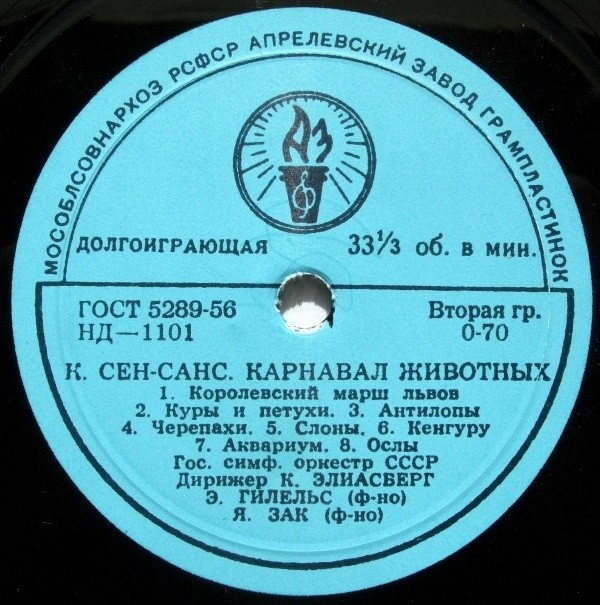 МОСОБЛСОВНАРХОЗ РСФСР АПРЕЛЕВСКИЙ ЗАВОД ГРАМПЛАСТИНОК
АЗ
ДОЛГОИГРАЮЩАЯ 33⅓ об. в мин.
ГОСТ 5289-56 Вторая гр.
НД—1101 0-70
К. СЕН-САНС. КАРНАВАЛ ЖИВОТНЫХ
1. Королевский марш львов
2. Куры и петухи. 3. Антилопы
4. Черепахи. 5. Слоны. 6. Кенгуру
7. Аквариум. 8. Ослы
Гос. симф. оркестр СССР
Дирижер К. ЭЛИАСБЕРГ
Э. ГИЛЕЛЬС (ф-но)
Я. ЗАК (ф-но)